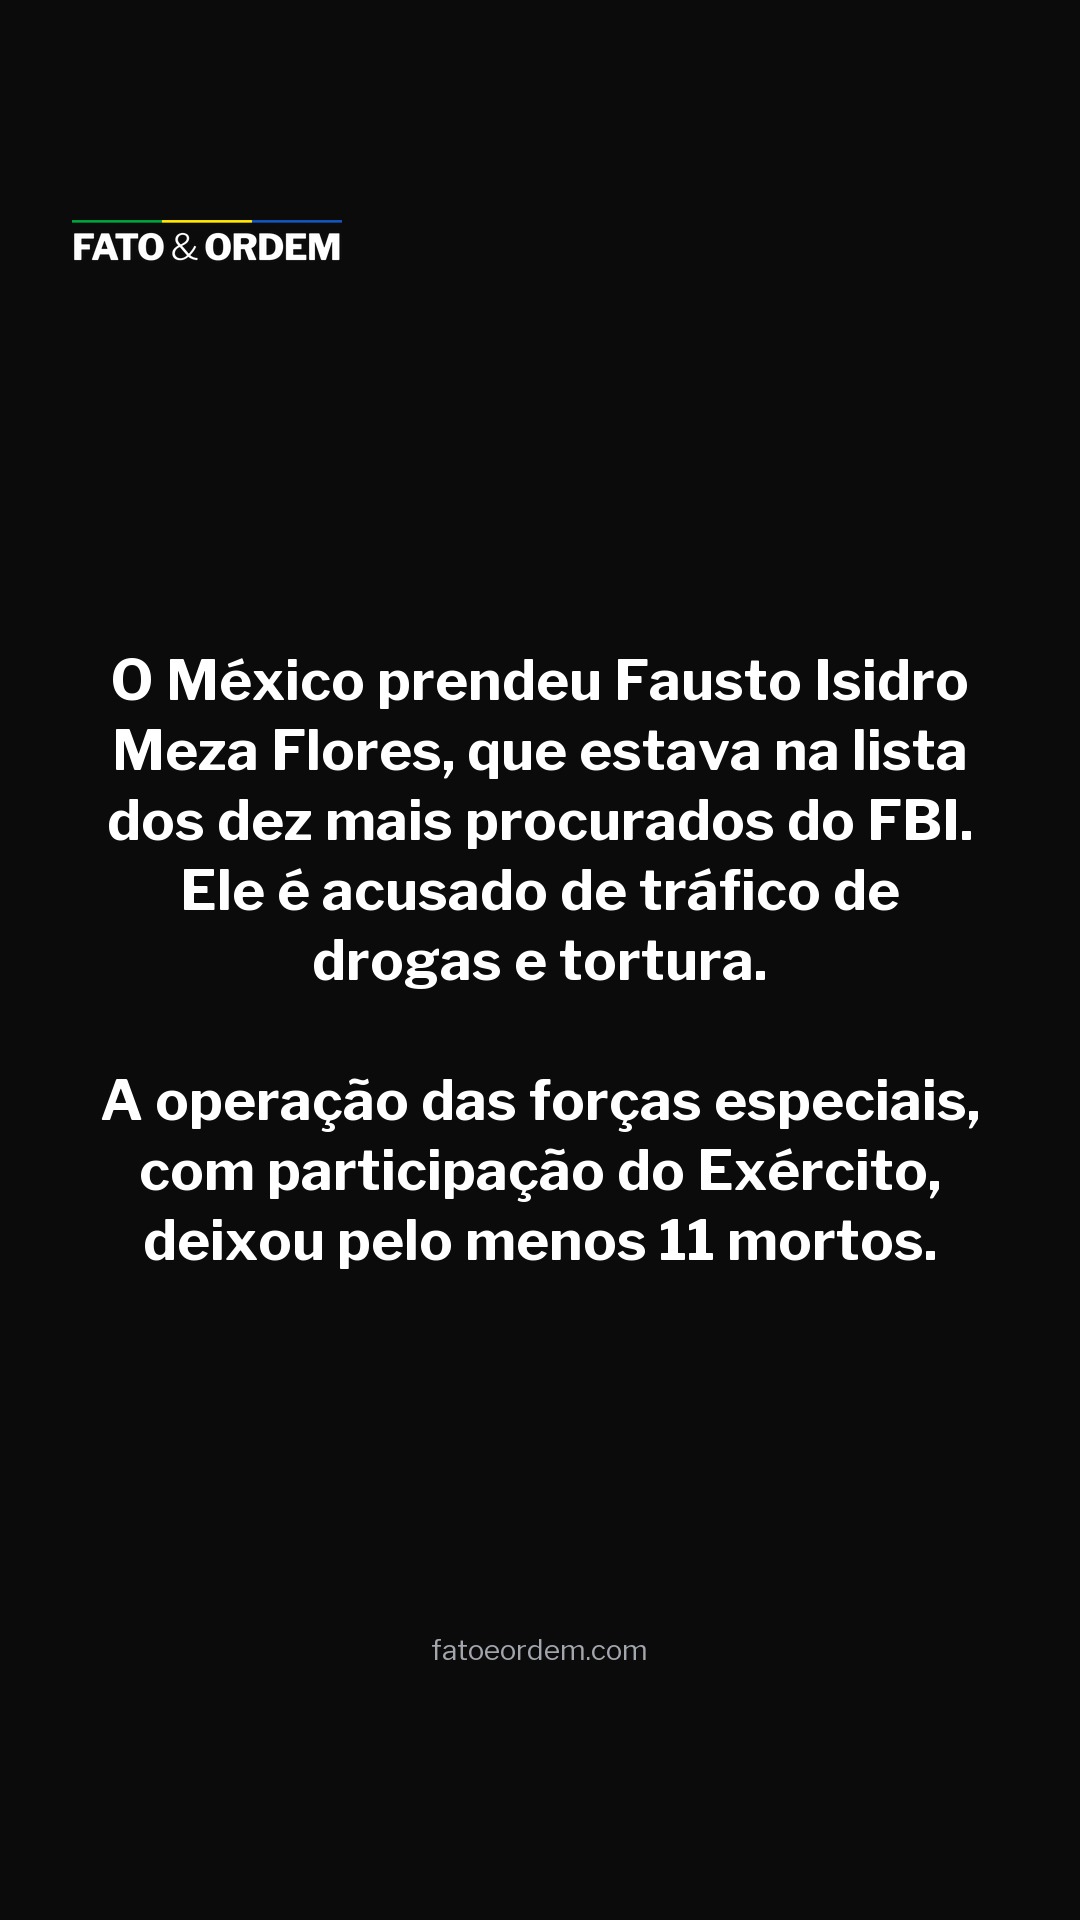 FATO & ORDEM
O México prendeu Fausto Isidro
Meza Flores, que estava na lista
dos dez mais procurados do FBI.
Ele é acusado de tráfico de
drogas e tortura.
A operação das forças especiais,
com participação do Exército,
deixou pelo menos 11 mortos.
fatoeordem.com